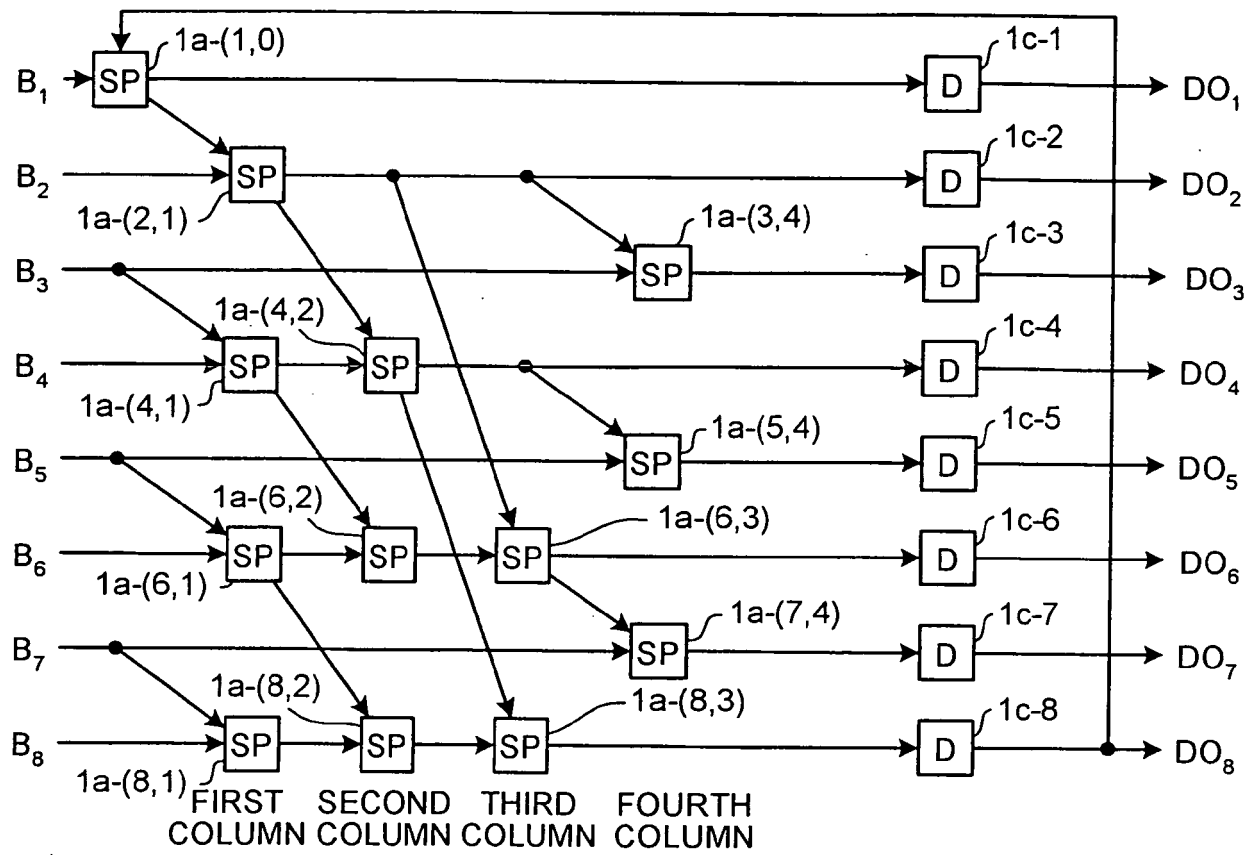 1a-(1,0)
1c-1
B1 SP D DO1
1c-2
B2 SP D DO2
1a-(2,1)
1a-(3,4)
1c-3
B3 SP D DO3
1a-(4,2)
1c-4
B4 SP SP D DO4
1a-(4,1)
1a-(5,4)
1c-5
B5 SP D DO5
1a-(6,2)
1a-(6,3)
1c-6
B6 SP SP SP D DO6
1a-(6,1)
1a-(7,4)
1c-7
B7 SP D DO7
1a-(8,2)
1a-(8,3)
1c-8
B8 SP SP SP D DO8
1a-(8,1)
FIRST SECOND THIRD FOURTH
COLUMN COLUMN COLUMN COLUMN